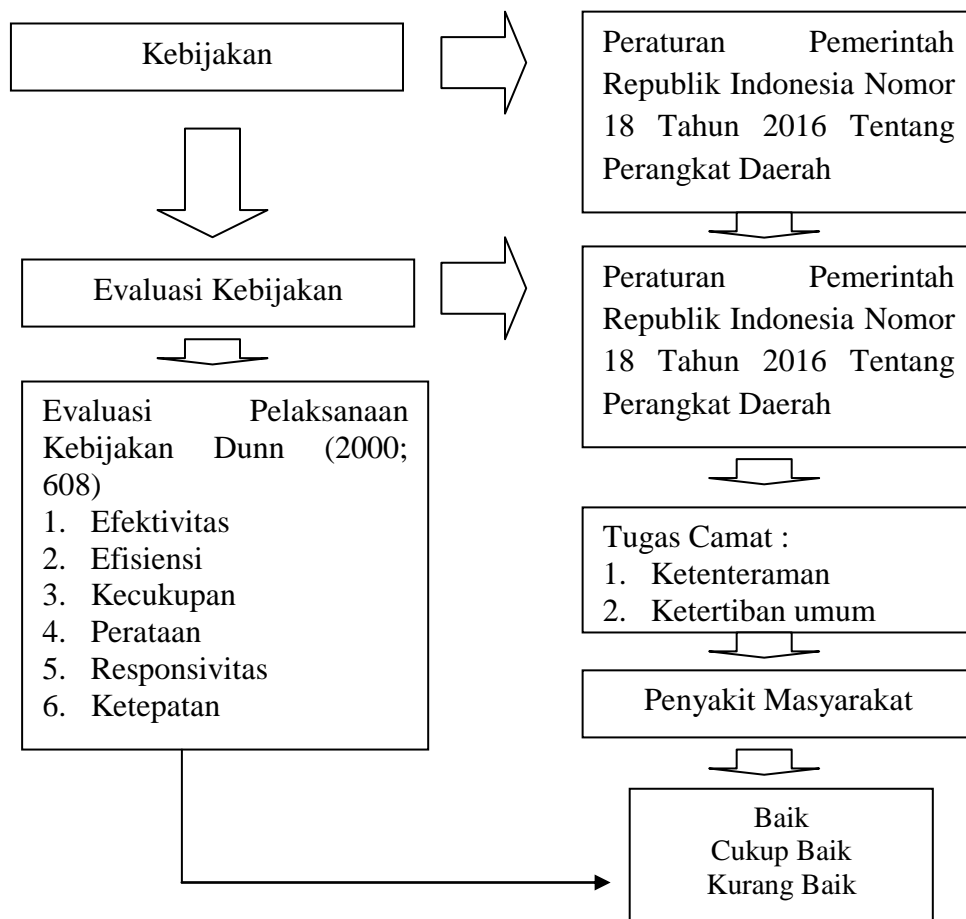 Kebijakan
Peraturan Pemerintah
Republik Indonesia Nomor
18 Tahun 2016 Tentang
Perangkat Daerah
Evaluasi Kebijakan
Peraturan Pemerintah
Republik Indonesia Nomor
18 Tahun 2016 Tentang
Perangkat Daerah
Evaluasi Pelaksanaan
Kebijakan Dunn (2000;
608)
1. Efektivitas
2. Efisiensi
3. Kecukupan
4. Perataan
5. Responsivitas
6. Ketepatan
Tugas Camat :
1. Ketenteraman
2. Ketertiban umum
Penyakit Masyarakat
Baik
Cukup Baik
Kurang Baik